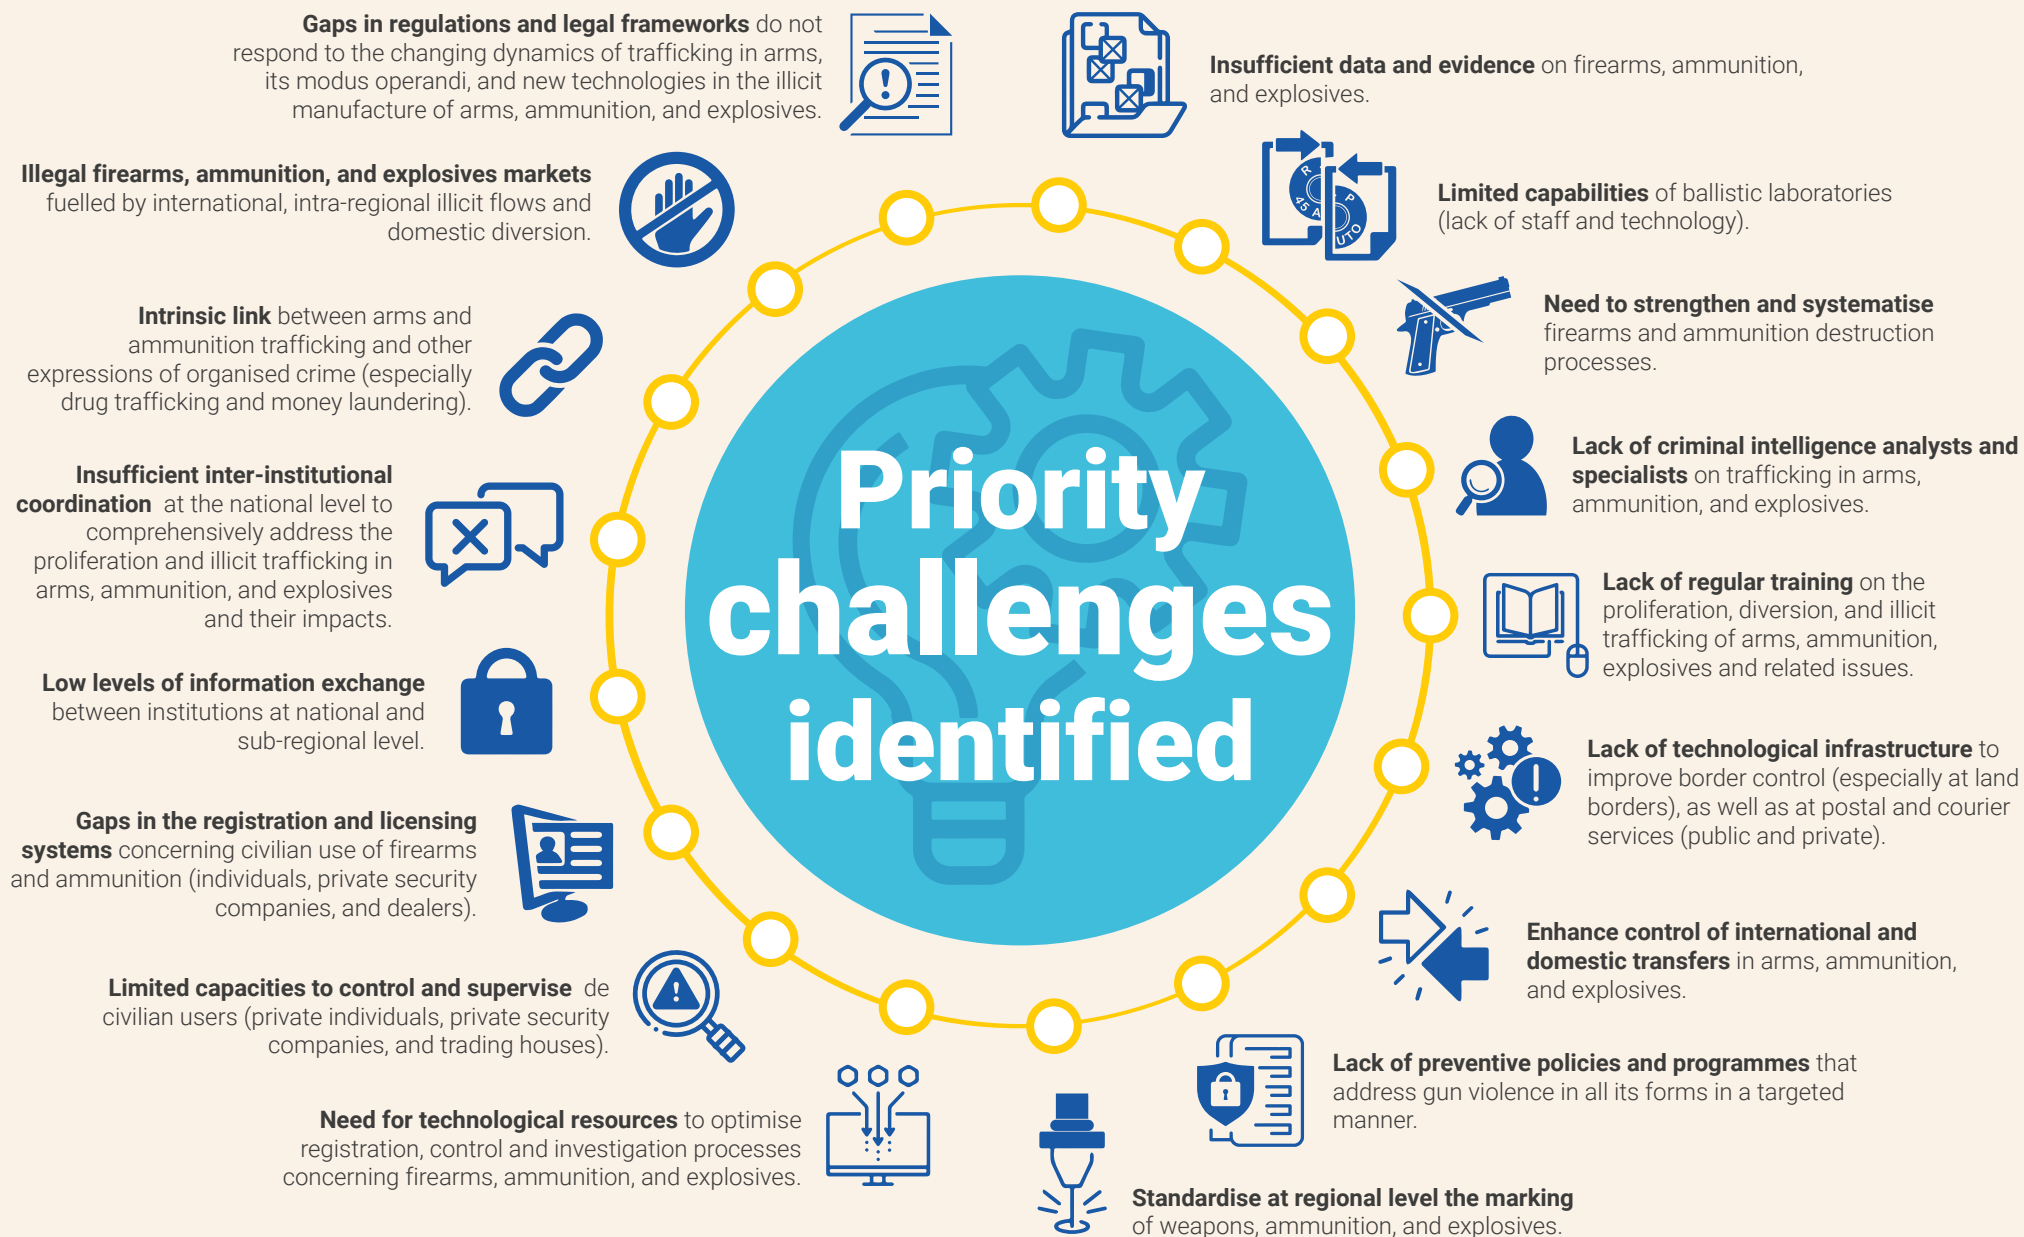 Gaps in regulations and legal frameworks do not
respond to the changing dynamics of trafficking in arms,
its modus operandi, and new technologies in the illicit
manufacture of arms, ammunition, and explosives.
Illegal firearms, ammunition, and explosives markets
fuelled by international, intra-regional illicit flows and
domestic diversion.
Intrinsic link between arms and
ammunition trafficking and other
expressions of organised crime (especially
drug trafficking and money laundering).
Insufficient inter-institutional
coordination at the national level to
comprehensively address the
proliferation and illicit trafficking in
arms, ammunition, and explosives
and their impacts.
Low levels of information exchange
between institutions at national and
sub-regional level.
Gaps in the registration and licensing
systems concerning civilian use of firearms
and ammunition (individuals, private security
companies, and dealers).
Limited capacities to control and supervise de
civilian users (private individuals, private security
companies, and trading houses).
Need for technological resources to optimise
registration, control and investigation processes
concerning firearms, ammunition, and explosives.
Priority
challenges
identified
Insufficient data and evidence on firearms, ammunition,
and explosives.
R P
45 A UTO
Limited capabilities of ballistic laboratories
(lack of staff and technology).
Need to strengthen and systematise
firearms and ammunition destruction
processes.
Lack of criminal intelligence analysts and
specialists on trafficking in arms,
ammunition, and explosives.
Lack of regular training on the
proliferation, diversion, and illicit
trafficking of arms, ammunition,
explosives and related issues.
Lack of technological infrastructure to
improve border control (especially at land
borders), as well as at postal and courier
services (public and private).
Enhance control of international and
domestic transfers in arms, ammunition,
and explosives.
Lack of preventive policies and programmes that
address gun violence in all its forms in a targeted
manner.
Standardise at regional level the marking
of weapons, ammunition, and explosives.